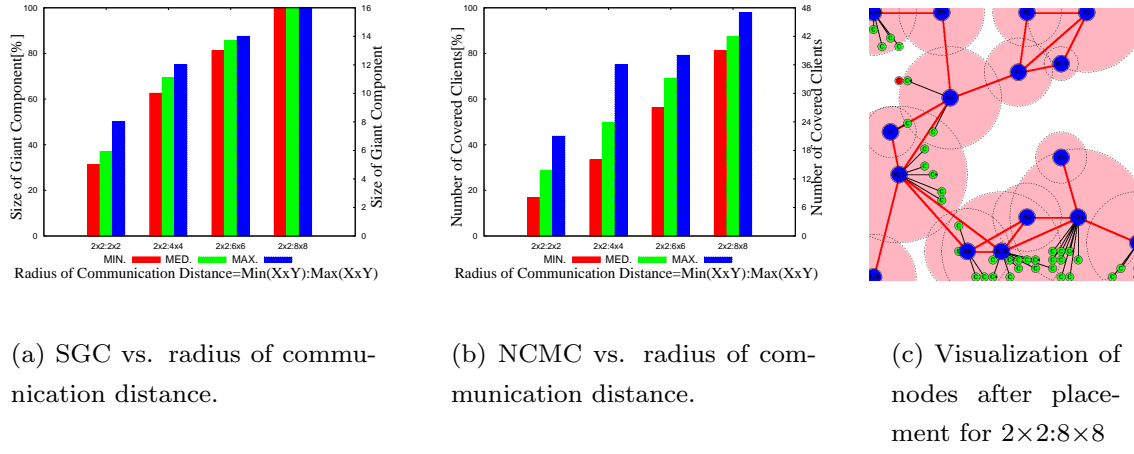 Size of Giant Component[%]
100
80
60
40
20
0
16
14
12
10
8
6
4
2
0
Size of Giant Component
2x2:2x2 2x2:4x4 2x2:6x6 2x2:8x8
MIN. MED. MAX.
Radius of Communication Distance=Min(XxY):Max(XxY)
Number of Covered Clients[%]
100
80
60
40
20
0
48
42
36
30
24
18
12
6
0
Number of Covered Clients
2x2:2x2 2x2:4x4 2x2:6x6 2x2:8x8
MIN. MED. MAX.
Radius of Communication Distance=Min(XxY):Max(XxY)
(a) SGC vs. radius of commu-
nication distance.
(b) NCMC vs. radius of com-
munication distance.
(c) Visualization of
nodes after place-
ment for 2×2:8×8